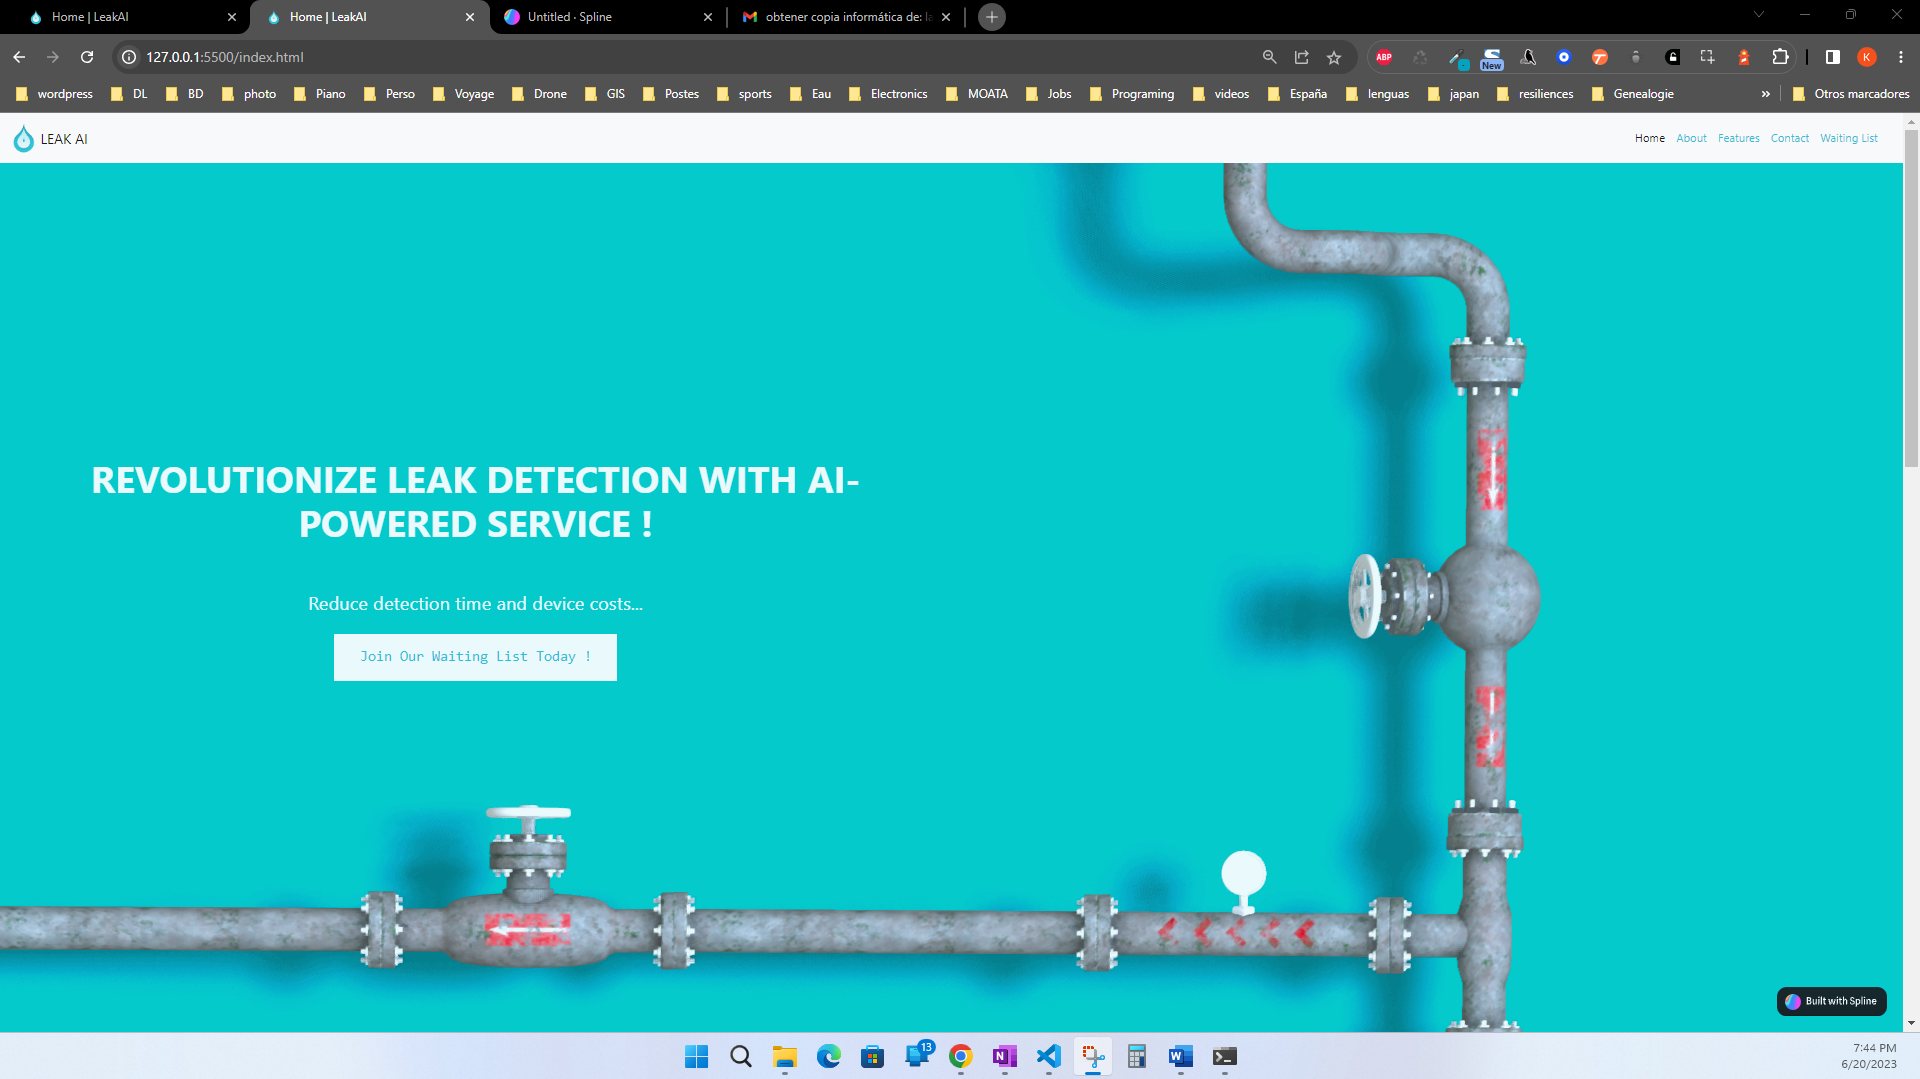 Home | LeakAI
Home | LeakAI
Untitled · Spline
obtener copia informática de: la
127.0.0.1:5500/index.html
ABP
New
K
wordpress
DL
BD
photo
Piano
Perso
Voyage
Drone
GIS
Postes
sports
Eau
Electronics
MOATA
Jobs
Programing
videos
España
lenguas
japan
resiliences
Genealogie
»
Otros marcadores
LEAK AI
Home
About
Features
Contact
Waiting List
REVOLUTIONIZE LEAK DETECTION WITH AI-
POWERED SERVICE !
Reduce detection time and device costs...
Join Our Waiting List Today !
Built with Spline
13
N
W
7:44 PM
6/20/2023